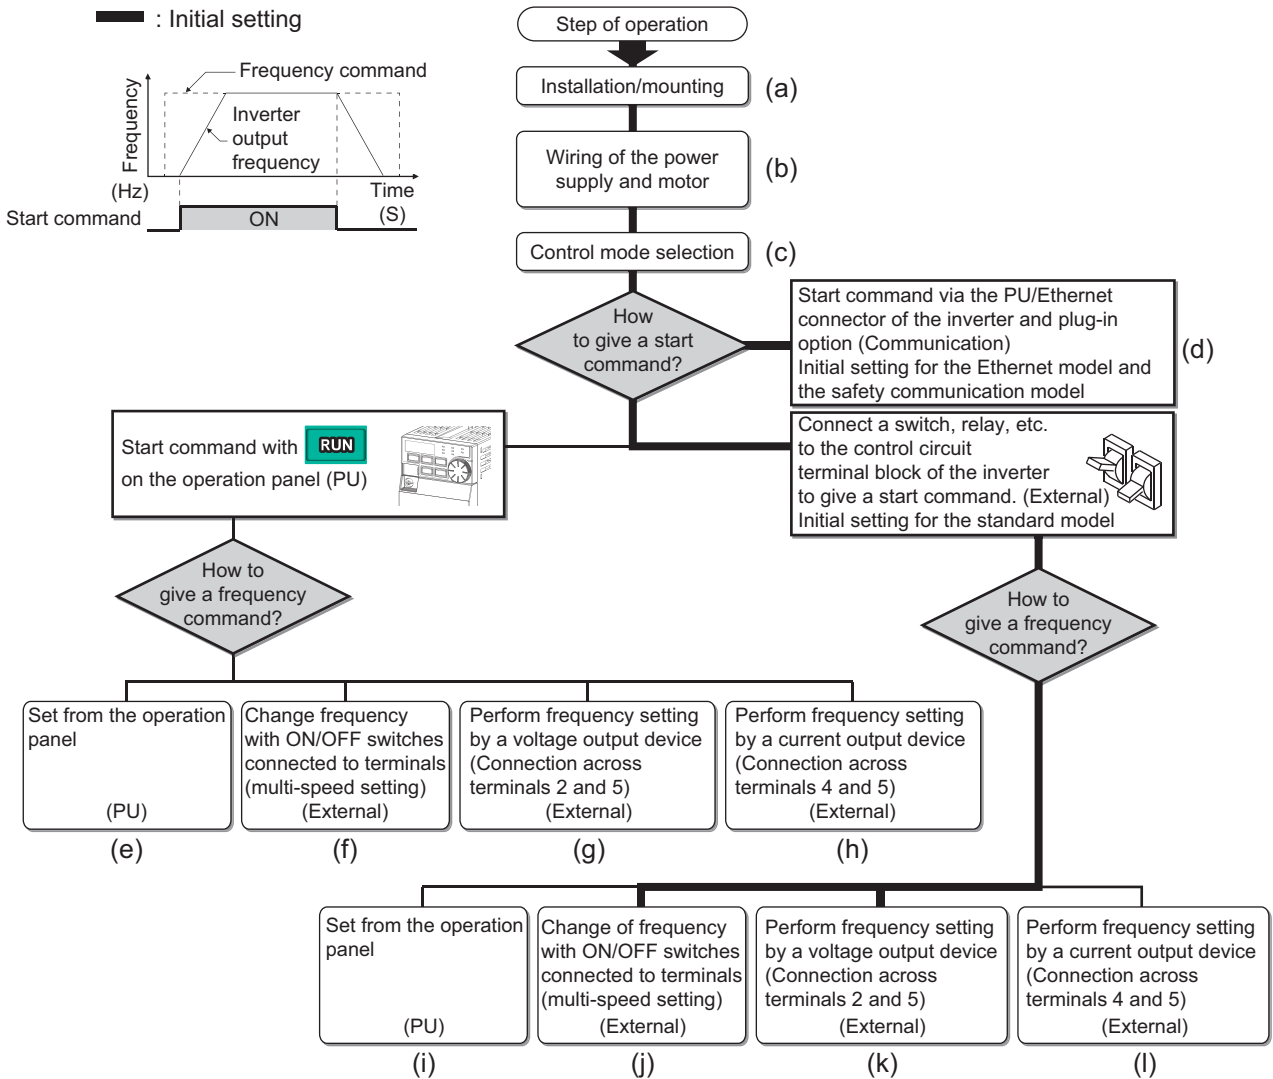 : Initial setting
Step of operation
Frequency command
Installation/mounting
(a)
Frequency
Inverter
output
frequency
Wiring of the power
supply and motor
(b)
(Hz)
Time
(S)
Start command
ON
Control mode selection
(c)
How
to give a start
command?
Start command via the PU/Ethernet
connector of the inverter and plug-in
option (Communication)
Initial setting for the Ethernet model and
the safety communication model
(d)
Start command with RUN
on the operation panel (PU)
Connect a switch, relay, etc.
to the control circuit
terminal block of the inverter
to give a start command. (External)
Initial setting for the standard model
How to
give a frequency
command?
How to
give a frequency
command?
Set from the operation
panel
(PU)
(e)
Change frequency
with ON/OFF switches
connected to terminals
(multi-speed setting)
(External)
(f)
Perform frequency setting
by a voltage output device
(Connection across
terminals 2 and 5)
(External)
(g)
Perform frequency setting
by a current output device
(Connection across
terminals 4 and 5)
(External)
(h)
Set from the operation
panel
(PU)
(i)
Change of frequency
with ON/OFF switches
connected to terminals
(multi-speed setting)
(External)
(j)
Perform frequency setting
by a voltage output device
(Connection across
terminals 2 and 5)
(External)
(k)
Perform frequency setting
by a current output device
(Connection across
terminals 4 and 5)
(External)
(l)